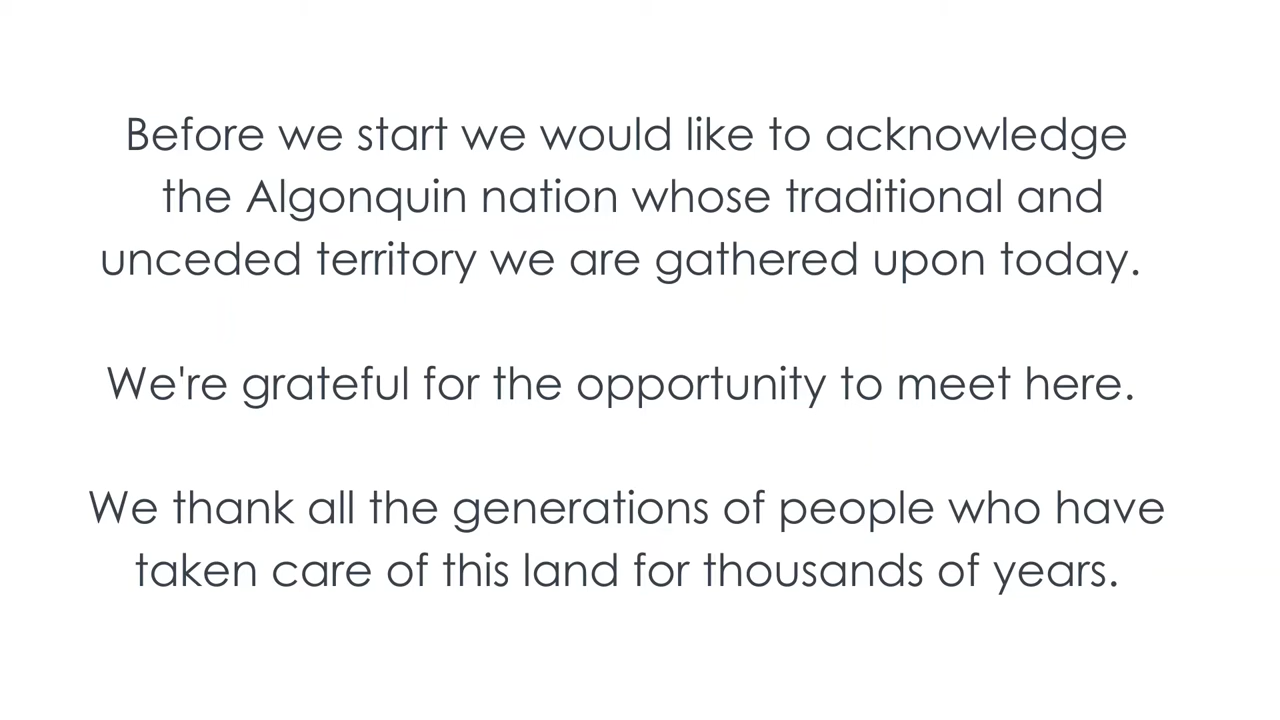 Before we start we would like to acknowledge
the Algonquin nation whose traditional and
unceded territory we are gathered upon today.
We're grateful for the opportunity to meet here.
We thank all the generations of people who have
taken care of this land for thousands of years.